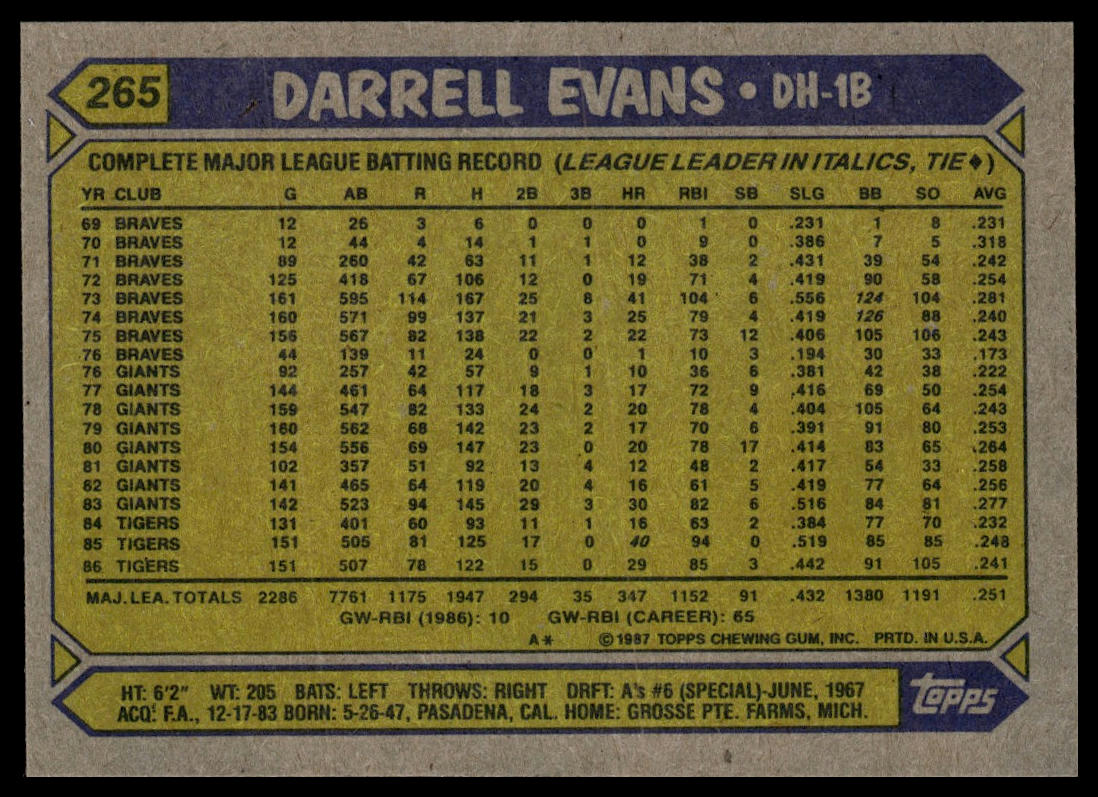 265 DARRELL EVANS • DH-1B
COMPLETE MAJOR LEAGUE BATTING RECORD (LEAGUE LEADER IN ITALICS, TIE ♦)
YR CLUB G AB R H 2B 3B HR RBI SB SLG BB SO AVG
69 BRAVES 12 26 3 6 0 0 0 1 0 .231 1 8 .231
70 BRAVES 12 44 4 14 1 1 0 9 0 .386 7 5 .318
71 BRAVES 89 260 42 63 11 1 12 38 2 .431 39 54 .242
72 BRAVES 125 418 67 106 12 0 19 71 4 .419 90 58 .254
73 BRAVES 161 595 114 167 25 8 41 104 6 .556 124 104 .281
74 BRAVES 160 571 99 137 21 3 25 79 4 .419 126 88 .240
75 BRAVES 156 567 82 138 22 2 22 73 12 .406 105 106 .243
76 BRAVES 44 139 11 24 0 0 1 10 3 .194 30 33 .173
76 GIANTS 92 257 42 57 9 1 10 36 6 .381 42 38 .222
77 GIANTS 144 461 64 117 18 3 17 72 9 .416 69 50 .254
78 GIANTS 159 547 82 133 24 2 20 78 4 .404 105 64 .243
79 GIANTS 160 562 68 142 23 2 17 70 6 .391 91 80 .253
80 GIANTS 154 556 69 147 23 0 20 78 17 .414 83 65 .264
81 GIANTS 102 357 51 92 13 4 12 48 2 .417 54 33 .258
82 GIANTS 141 465 64 119 20 4 16 61 5 .419 77 64 .256
83 GIANTS 142 523 94 145 29 3 30 82 6 .516 84 81 .277
84 TIGERS 131 401 60 93 11 1 16 63 2 .384 77 70 .232
85 TIGERS 151 505 81 125 17 0 40 94 0 .519 85 85 .248
86 TIGERS 151 507 78 122 15 0 29 85 3 .442 91 105 .241
MAJ. LEA. TOTALS 2286 7761 1175 1947 294 35 347 1152 91 .432 1380 1191 .251
GW-RBI (1986): 10 GW-RBI (CAREER): 65
A* © 1987 TOPPS CHEWING GUM, INC. PRTD. IN U.S.A.
HT: 6'2" WT: 205 BATS: LEFT THROWS: RIGHT DRFT: A's #6 (SPECIAL)-JUNE, 1967
ACQ: F.A., 12-17-83 BORN: 5-26-47, PASADENA, CAL. HOME: GROSSE PTE. FARMS, MICH.
topps